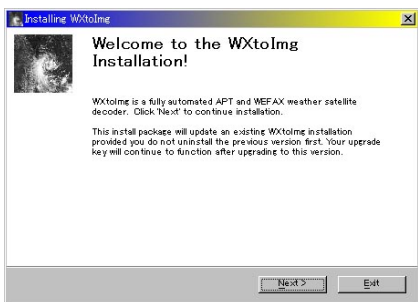 Installing WXtoImg
Welcome to the WXtoImg
Installation!
WXtoImg is a fully automated APT and WEFAX weather satellite
decoder. Click 'Next' to continue installation.
This install package will update an existing WXtoImg installation
provided you do not uninstall the previous version first. Your upgrade
key will continue to function after upgrading to this version.
Next >
Exit